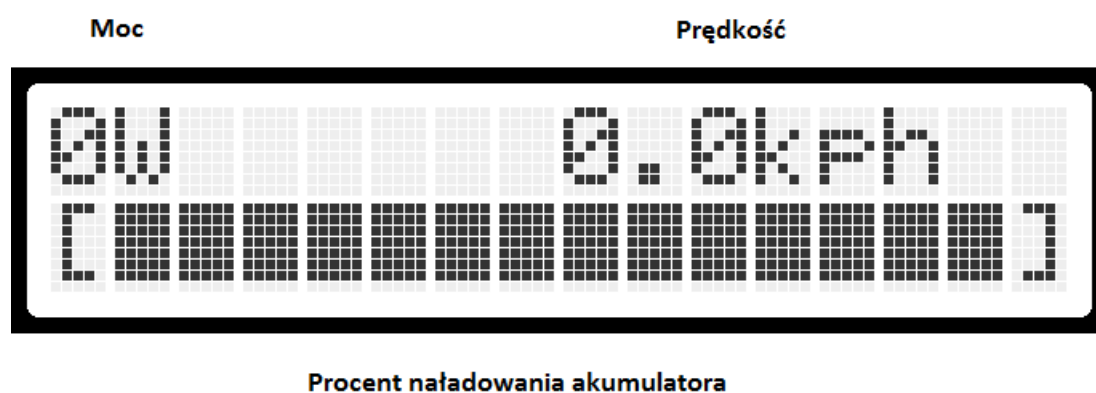 Moc Prędkość
0W 0.0kph
[██████████████]
Procent naładowania akumulatora